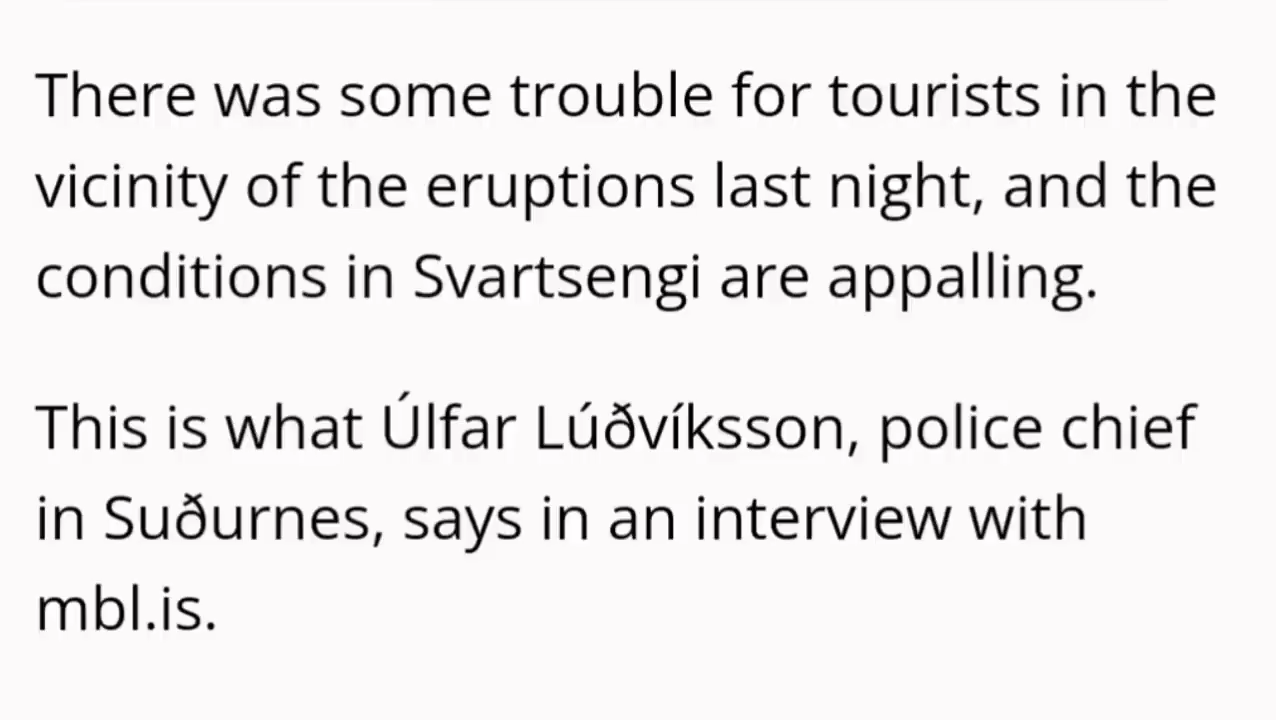 There was some trouble for tourists in the
vicinity of the eruptions last night, and the
conditions in Svartsengi are appalling.
This is what Úlfar Lúðvíksson, police chief
in Suðurnes, says in an interview with
mbl.is.